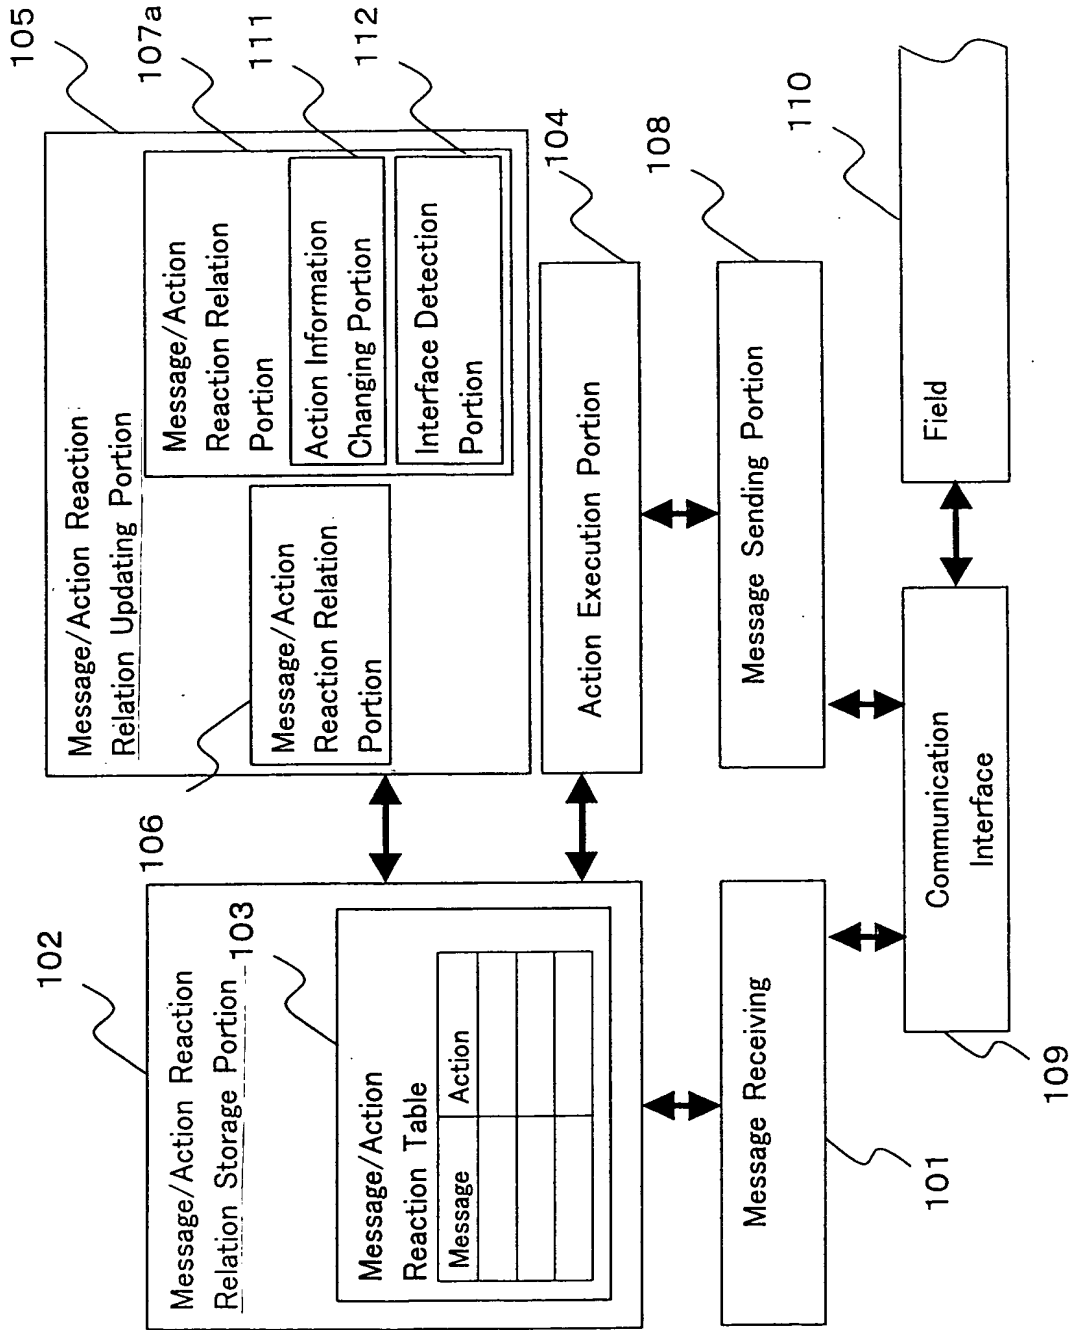 102
Message/Action Reaction
Relation Storage Portion
103
Message/Action
Reaction Table
Message
Action
106
105
Message/Action Reaction
Relation Updating Portion
Message/Action
Reaction Relation
Portion
107a
Message/Action
Reaction Relation
Portion
111
Action Information
Changing Portion
112
Interface Detection
Portion
104
Action Execution Portion
Message Receiving
101
108
Message Sending Portion
Communication
Interface
109
110
Field